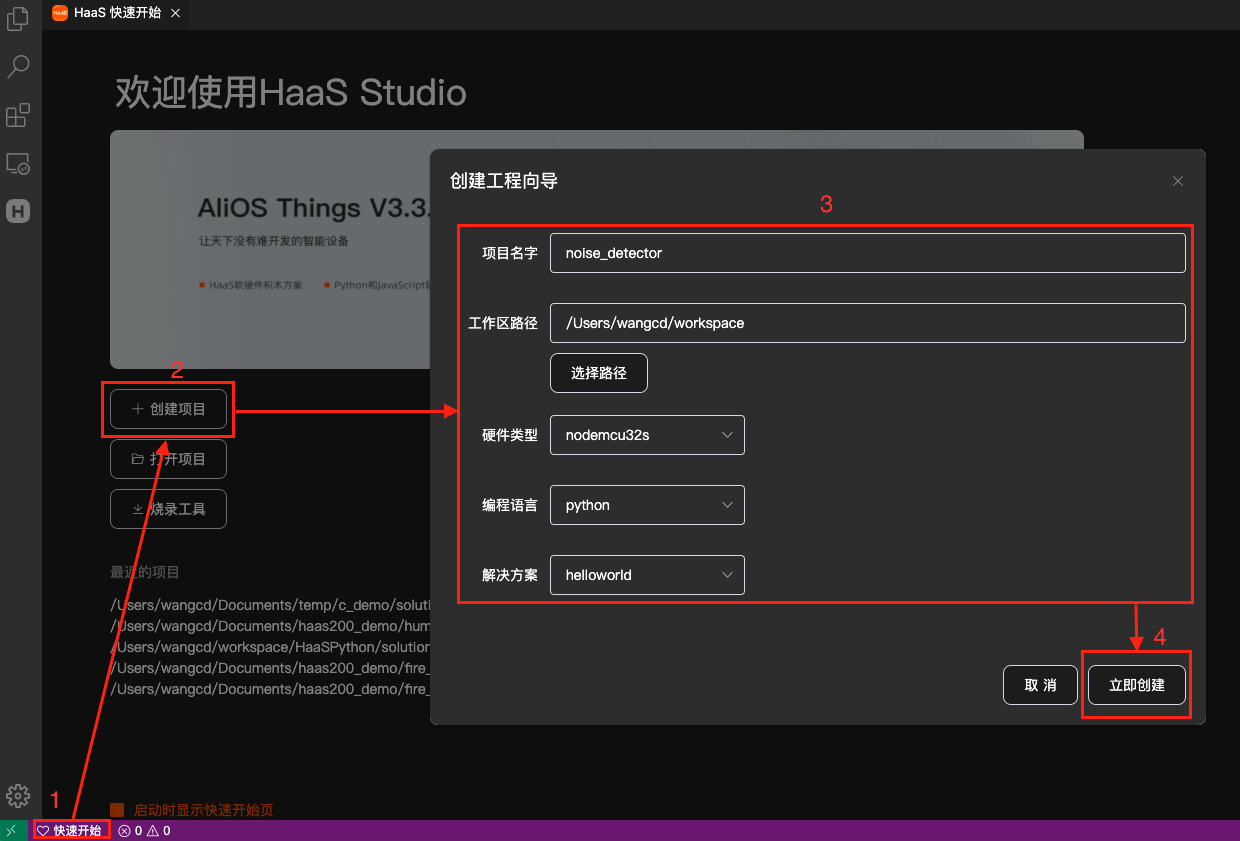 HaaS 快速开始
欢迎使用HaaS Studio
AliOS Things V3.3.
让天下没有难开发的智能设备
HaaS软硬件积木方案
Python和JavaScript
2
创建项目
打开项目
烧录工具
最近的项目
/Users/wangcd/Documents/temp/c_demo/soluti
/Users/wangcd/Documents/haas200_demo/hum
/Users/wangcd/workspace/HaaSPython/solution
/Users/wangcd/Documents/haas200_demo/fire_
/Users/wangcd/Documents/haas200_demo/fire_
创建工程向导
3
项目名字 noise_detector
工作区路径 /Users/wangcd/workspace
选择路径
硬件类型 nodemcu32s
编程语言 python
解决方案 helloworld
4
取 消 立即创建
1
启动时显示快速开始页
快速开始 0 0